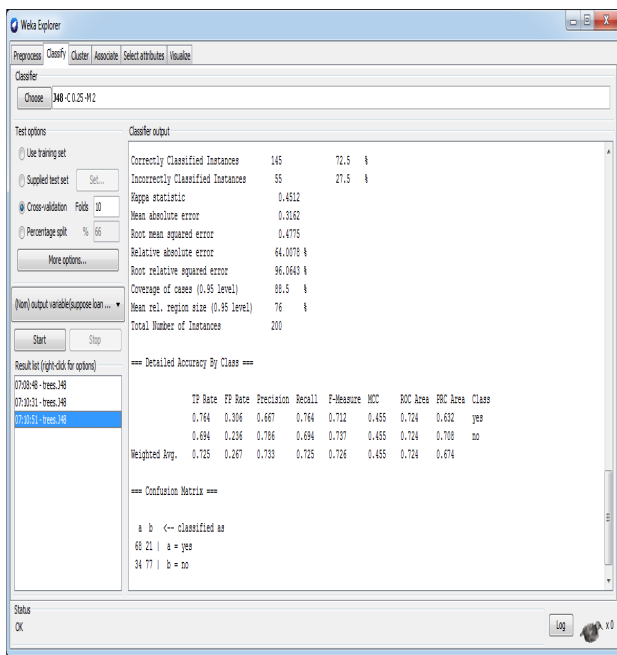 Weka Explorer
Preprocess Classify Cluster Associate Select attributes Visualize
Classifier
Choose J48 -C 0.25 -M 2
Test options
Use training set
Supplied test set Set...
Cross-validation Folds 10
Percentage split % 66
More options...
(Nom) output variable(suppose loan ...
Start Stop
Result list (right-click for options)
07:08:48 - trees.J48
07:10:31 - trees.J48
07:10:51 - trees.J48
Classifier output
Correctly Classified Instances 145 72.5 %
Incorrectly Classified Instances 55 27.5 %
Kappa statistic 0.4512
Mean absolute error 0.3162
Root mean squared error 0.4775
Relative absolute error 64.0078 %
Root relative squared error 96.0643 %
Coverage of cases (0.95 level) 88.5 %
Mean rel. region size (0.95 level) 76 %
Total Number of Instances 200
=== Detailed Accuracy By Class ===
TP Rate FP Rate Precision Recall F-Measure MCC ROC Area PRC Area Class
0.764 0.306 0.667 0.764 0.712 0.455 0.724 0.632 yes
0.694 0.236 0.786 0.694 0.737 0.455 0.724 0.708 no
Weighted Avg. 0.725 0.267 0.733 0.725 0.726 0.455 0.724 0.674
=== Confusion Matrix ===
a b <-- classified as
68 21 | a = yes
34 77 | b = no
Status
OK
Log
x 0